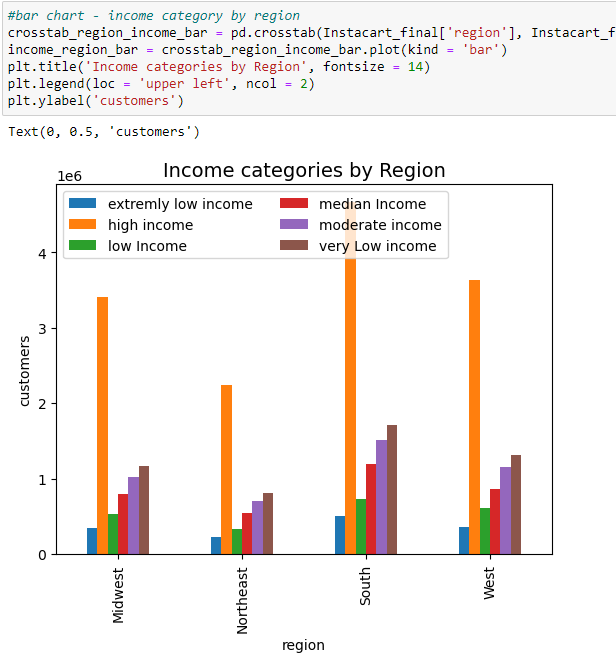 #bar chart - income category by region
crosstab_region_income_bar = pd.crosstab(Instacart_final['region'], Instacart_f
income_region_bar = crosstab_region_income_bar.plot(kind = 'bar')
plt.title('Income categories by Region', fontsize = 14)
plt.legend(loc = 'upper left', ncol = 2)
plt.ylabel('customers')
Text(0, 0.5, 'customers')
Income categories by Region
1e6
extremly low income
high income
low Income
median Income
moderate income
very Low income
4
3
2
1
0
customers
Midwest
Northeast
South
West
region